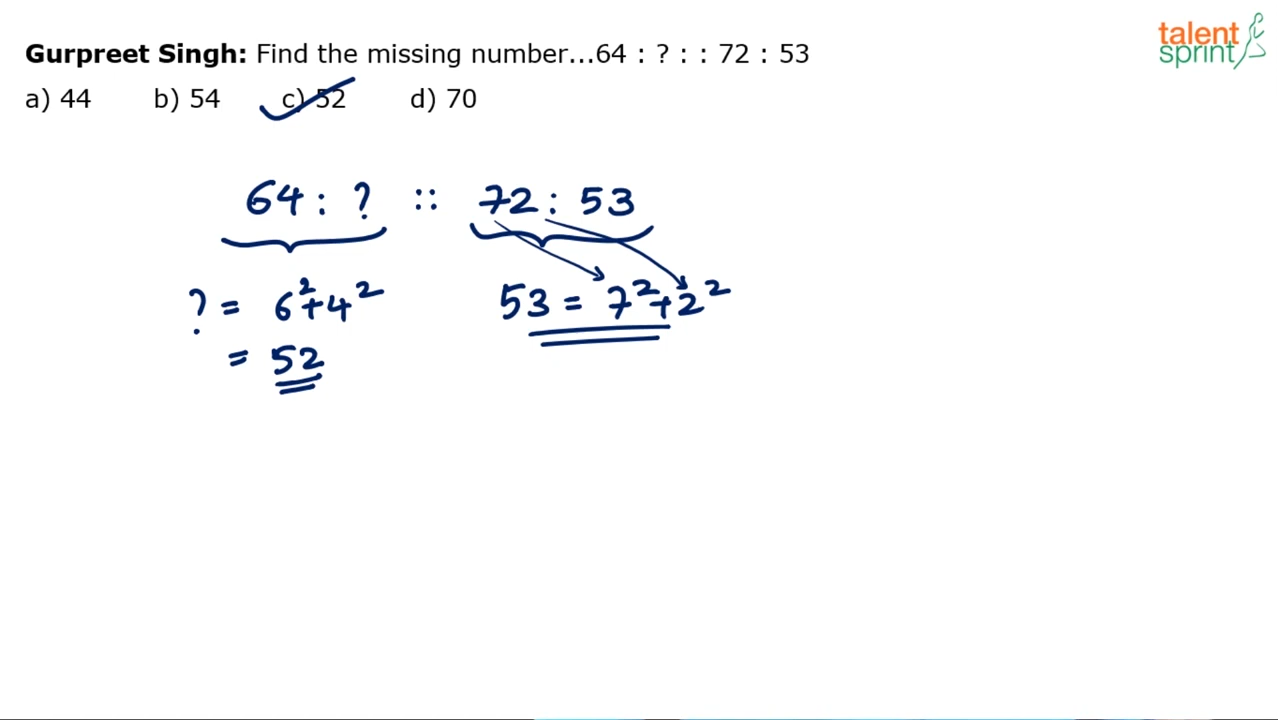 talent
sprint
Gurpreet Singh: Find the missing number...64 : ? : : 72 : 53
a) 44 b) 54 c) 52 d) 70
64 : ? :: 72 : 53
? = 6²+4² 53 = 7²+2²
= 52